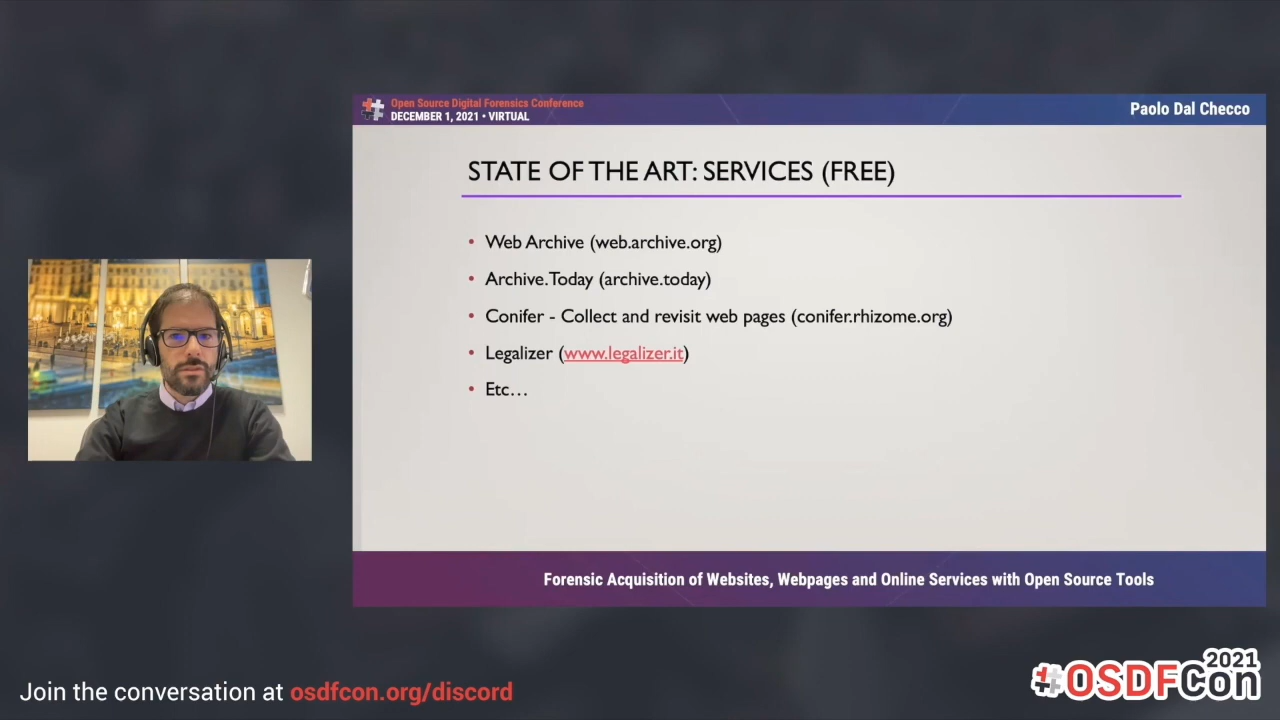 Open Source Digital Forensics Conference
DECEMBER 1, 2021 • VIRTUAL
Paolo Dal Checco
STATE OF THE ART: SERVICES (FREE)
• Web Archive (web.archive.org)
• Archive.Today (archive.today)
• Conifer - Collect and revisit web pages (conifer.rhizome.org)
• Legalizer (www.legalizer.it)
• Etc…
Forensic Acquisition of Websites, Webpages and Online Services with Open Source Tools
Join the conversation at osdfcon.org/discord
2021
OSDFCon